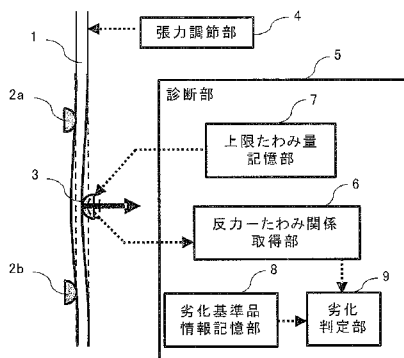 1
張力調節部
4
5
2a
診断部
7
上限たわみ量
記憶部
3
6
反力ーたわみ関係
取得部
8
9
2b
劣化基準品
情報記憶部
劣化
判定部